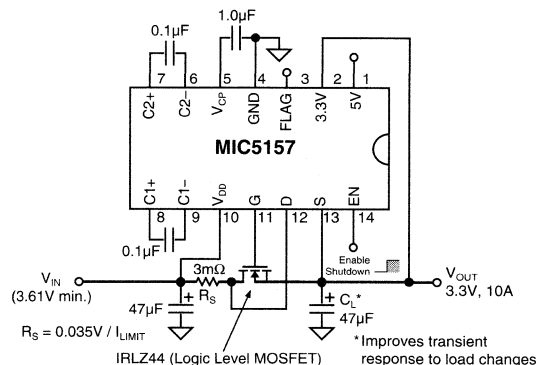 1.0µF
0.1µF
7 6 5 4 3 2 1
C2+ C2- VCP GND FLAG 3.3V 5V
MIC5157
C1+ C1- VDD G D S EN
8 9 10 11 12 13 14
0.1µF
Enable
Shutdown
VIN
(3.61V min.)
3mΩ
RS
VOUT
3.3V, 10A
+
47µF
+
CL*
47µF
RS = 0.035V / ILIMIT
IRLZ44 (Logic Level MOSFET)
*Improves transient
response to load changes